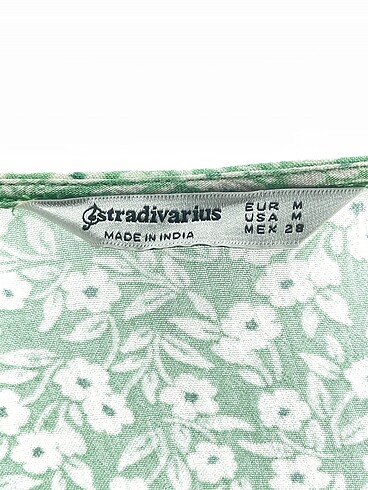 stradivarius
MADE IN INDIA
EUR M
USA M
MEX 28